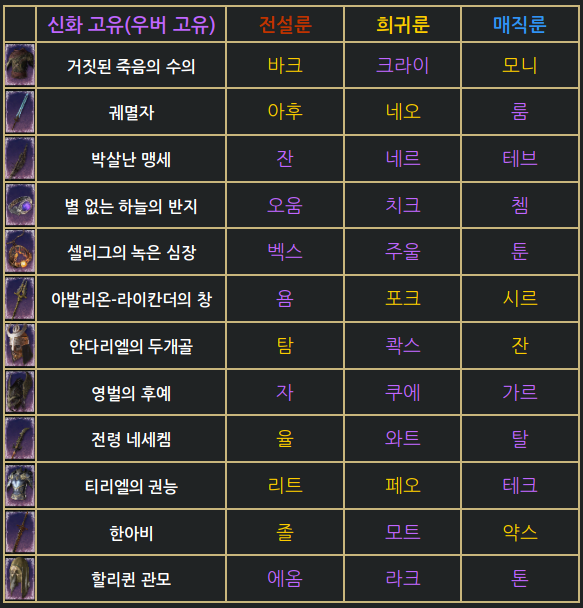 신화 고유(우버 고유) 전설룬 희귀룬 매직룬
거짓된 죽음의 수의 바크 크라이 모니
궤멸자 아후 네오 룸
박살난 맹세 잔 네르 테브
별 없는 하늘의 반지 오움 치크 쳄
셀리그의 녹은 심장 벡스 주울 툰
아발리온-라이칸더의 창 욤 포크 시르
안다리엘의 두개골 탐 콱스 잔
영벌의 후예 자 쿠에 가르
전령 네세켐 율 와트 탈
티리엘의 권능 리트 페오 테크
한아비 졸 모트 약스
할리퀸 관모 에옴 라크 톤